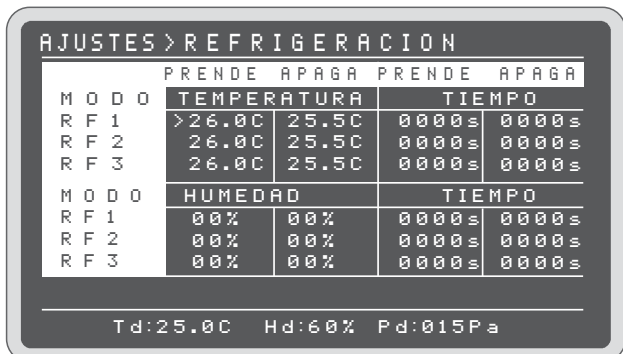 AJUSTES>REFRIGERACION
PRENDE APAGA PRENDE APAGA
MODO TEMPERATURA TIEMPO
RF1 >26.0C 25.5C 0000s 0000s
RF2 26.0C 25.5C 0000s 0000s
RF3 26.0C 25.5C 0000s 0000s
MODO HUMEDAD TIEMPO
RF1 00% 00% 0000s 0000s
RF2 00% 00% 0000s 0000s
RF3 00% 00% 0000s 0000s
Td:25.0C Hd:60% Pd:015Pa